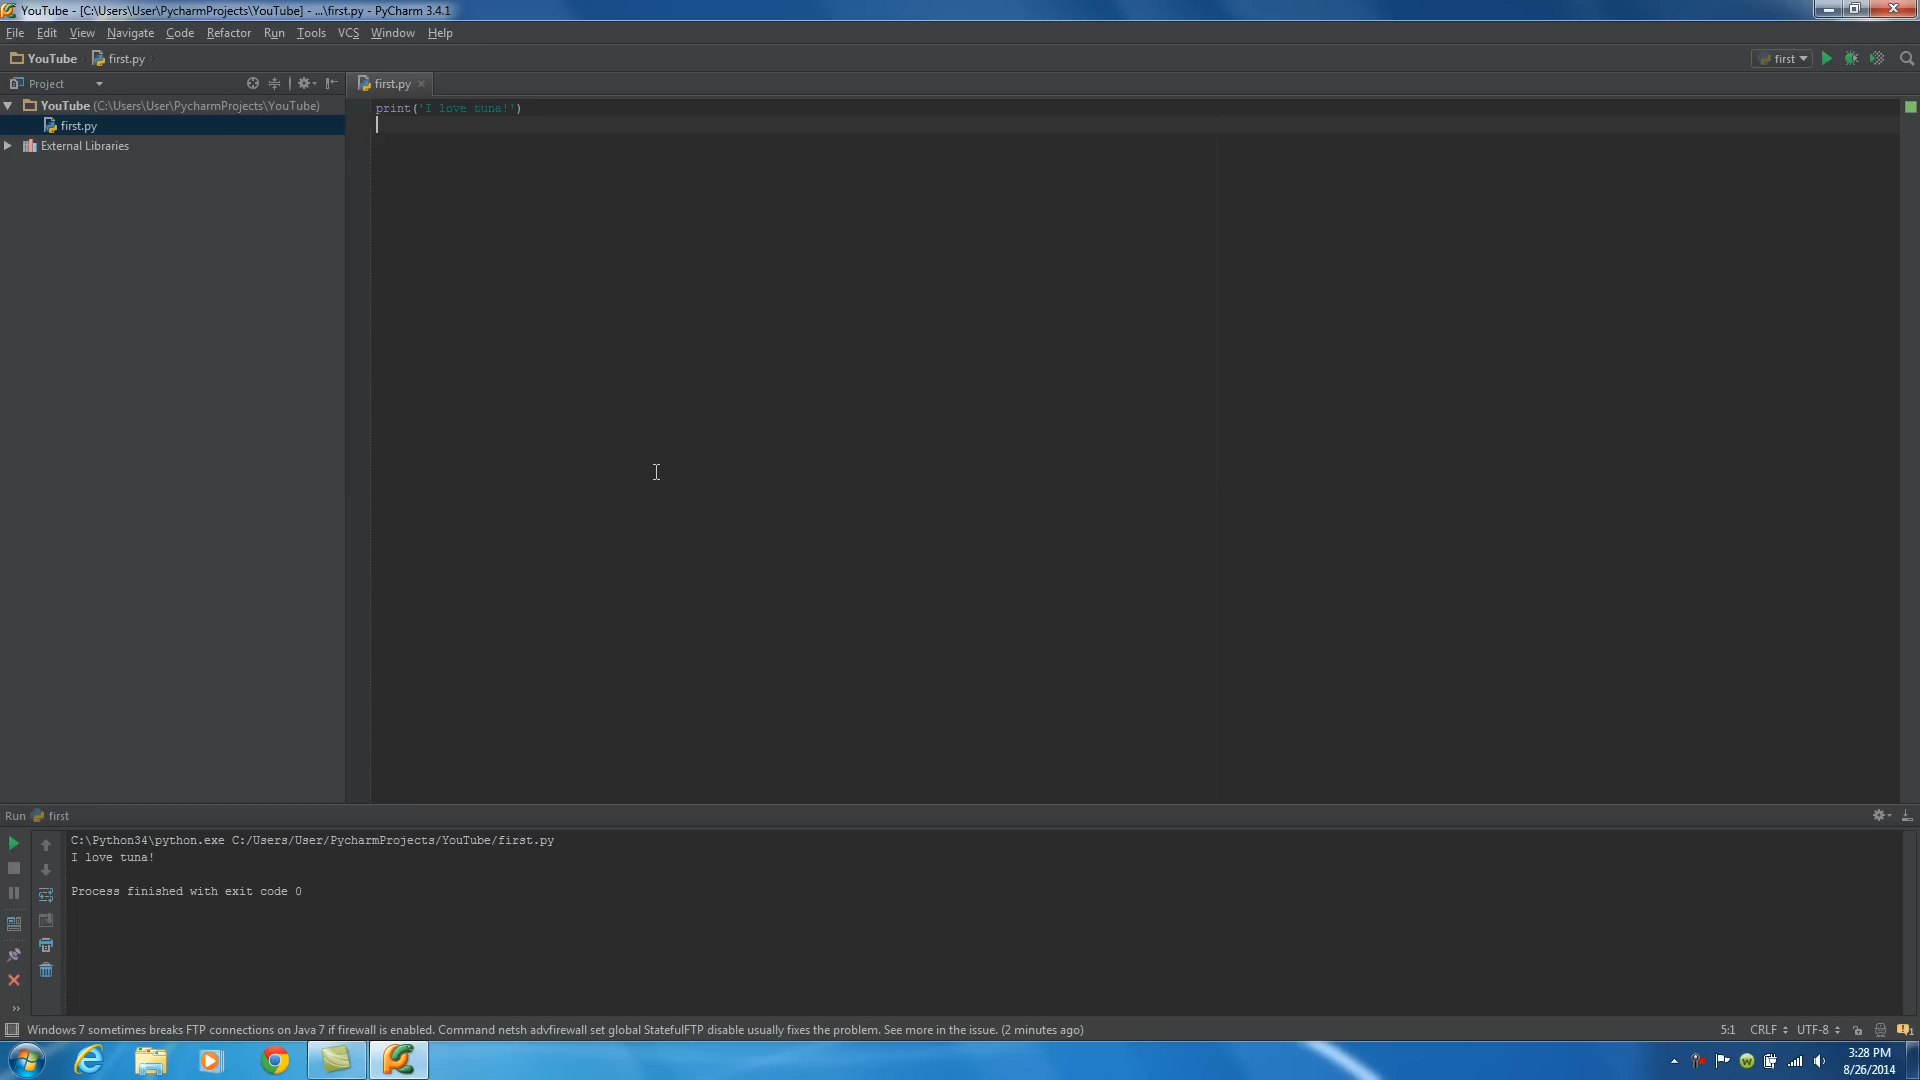 YouTube - [C:\Users\User\PycharmProjects\YouTube] - ...\first.py - PyCharm 3.4.1
File Edit View Navigate Code Refactor Run Tools VCS Window Help
YouTube first.py first
Project first.py
YouTube (C:\Users\User\PycharmProjects\YouTube)
print('I love tuna!')
first.py
External Libraries
Run first
C:\Python34\python.exe C:/Users/User/PycharmProjects/YouTube/first.py
I love tuna!
Process finished with exit code 0
Windows 7 sometimes breaks FTP connections on Java 7 if firewall is enabled. Command netsh advfirewall set global StatefulFTP disable usually fixes the problem. See more in the issue. (2 minutes ago) 5:1 CRLF UTF-8
3:28 PM
8/26/2014